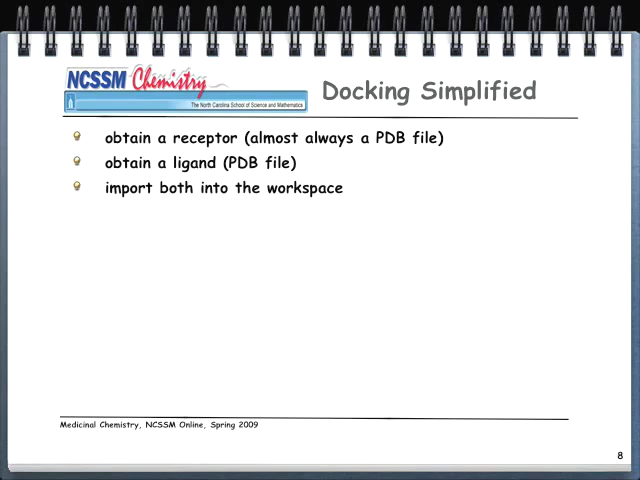 NCSSM Chemistry
The North Carolina School of Science and Mathematics
Docking Simplified
obtain a receptor (almost always a PDB file)
obtain a ligand (PDB file)
import both into the workspace
Medicinal Chemistry, NCSSM Online, Spring 2009
8